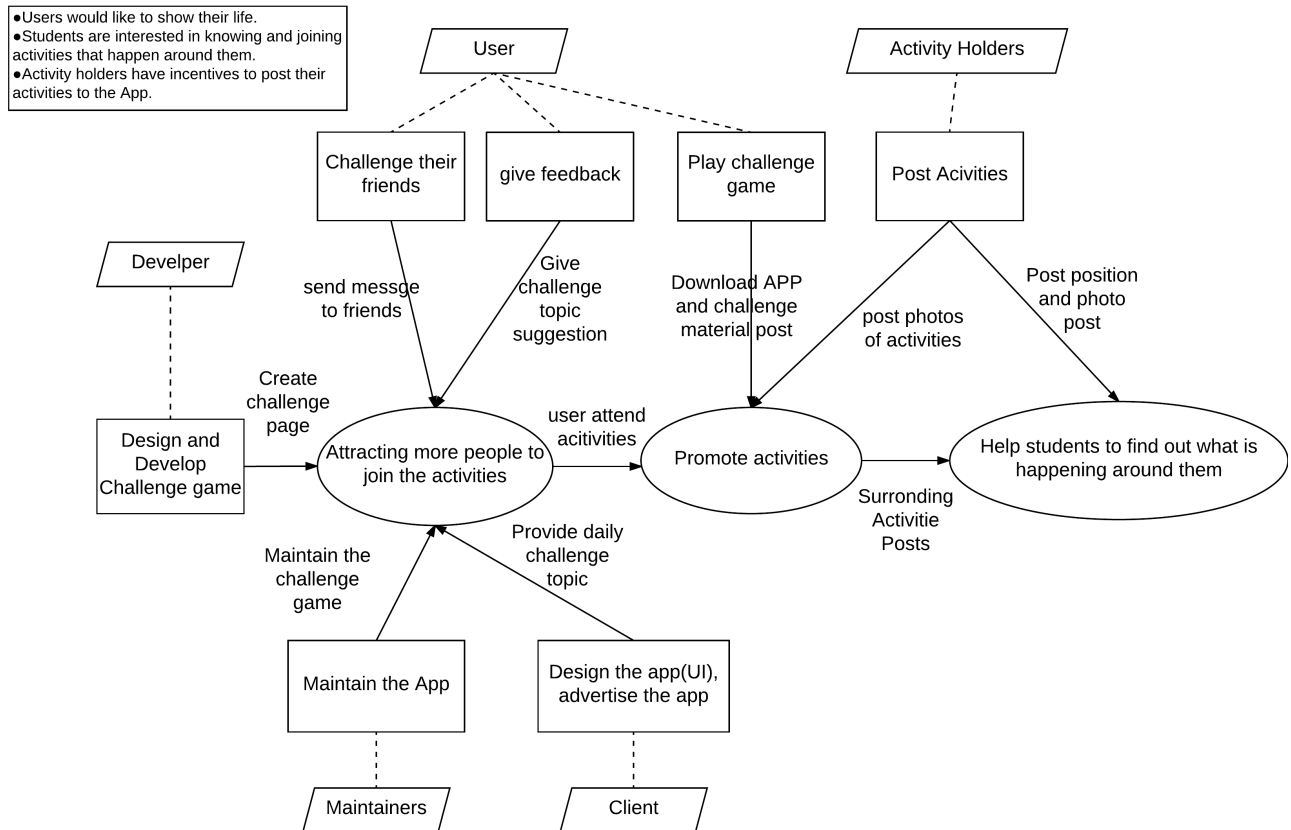 ●Users would like to show their life.
●Students are interested in knowing and joining
activities that happen around them.
●Activity holders have incentives to post their
activities to the App.
User
Activity Holders
Challenge their
friends
give feedback
Play challenge
game
Post Acivities
Develper
send messge
to friends
Give
challenge
topic
suggestion
Download APP
and challenge
material post
post photos
of activities
Post position
and photo
post
Create
challenge
page
Design and
Develop
Challenge game
Attracting more people to
join the activities
user attend
acitivities
Promote activities
Surronding
Activitie
Posts
Help students to find out what is
happening around them
Maintain the
challenge
game
Provide daily
challenge
topic
Maintain the App
Design the app(UI),
advertise the app
Maintainers
Client